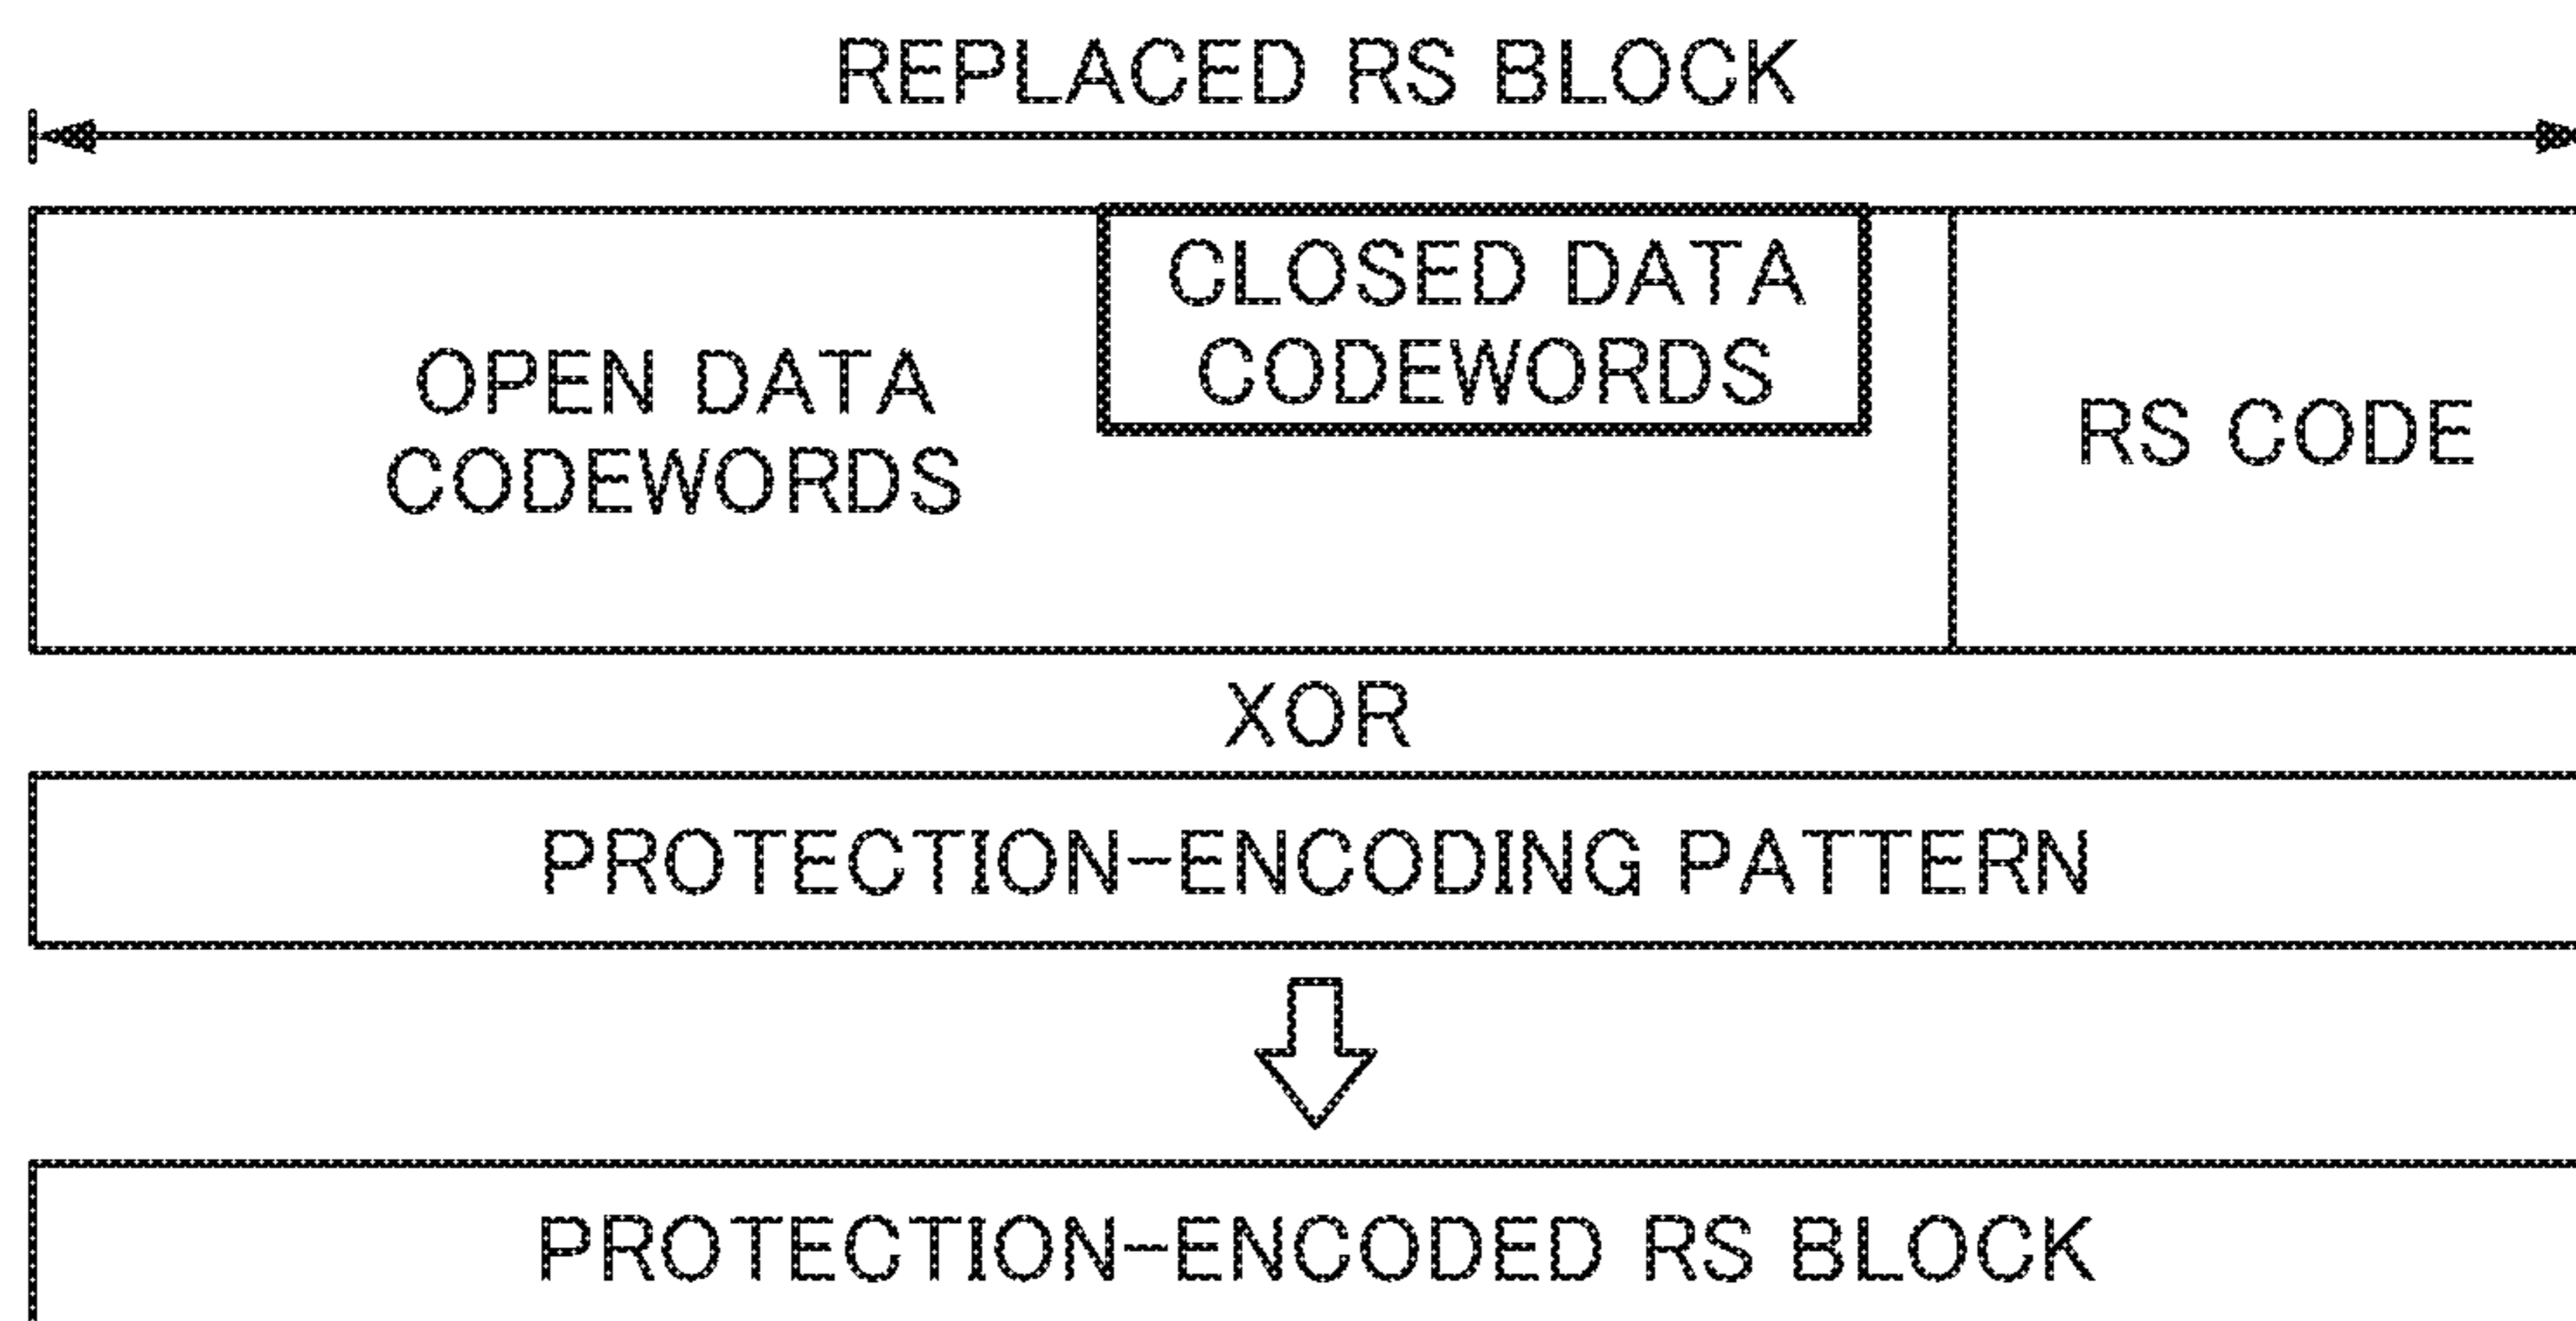 REPLACED RS BLOCK
OPEN DATA
CODEWORDS
CLOSED DATA
CODEWORDS
RS CODE
XOR
PROTECTION-ENCODING PATTERN
PROTECTION-ENCODED RS BLOCK